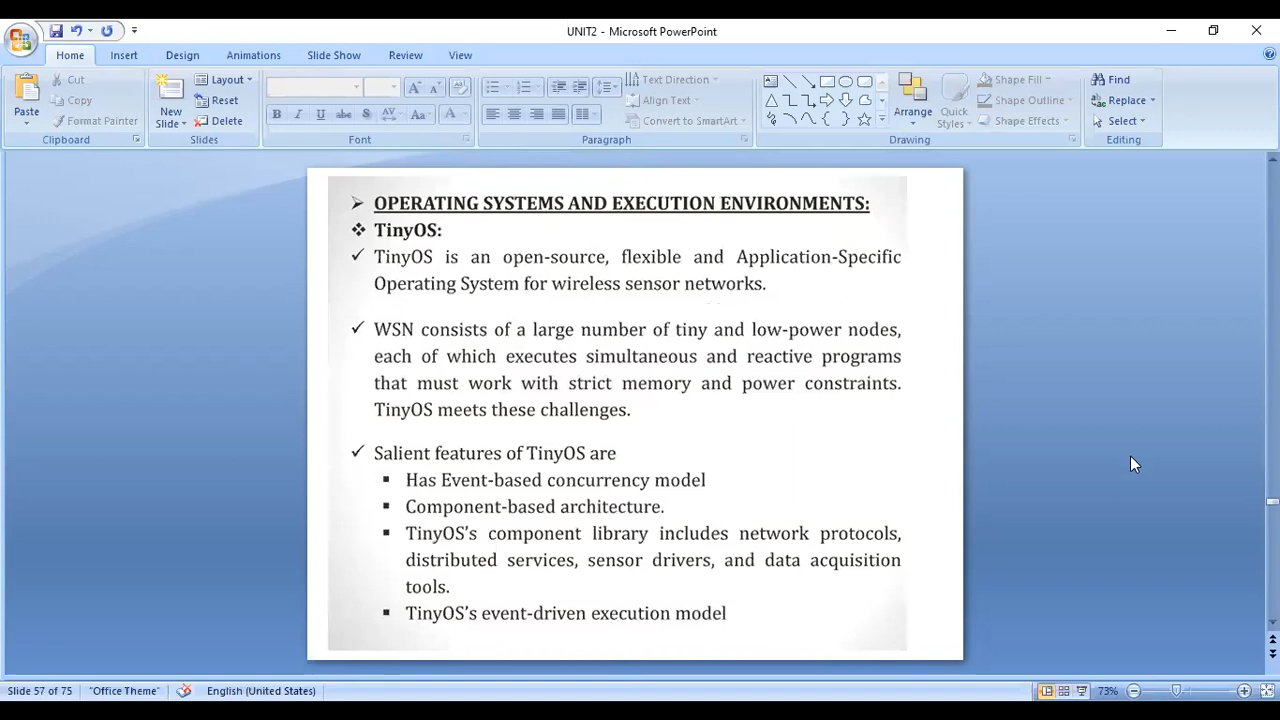 UNIT2 - Microsoft PowerPoint
Home Insert Design Animations Slide Show Review View
Paste
Cut
Copy
Format Painter
Clipboard
New Slide
Layout
Reset
Delete
Slides
B I U abc S AV Aa A
Font
Text Direction
Align Text
Convert to SmartArt
Paragraph
Arrange
Quick Styles
Shape Fill
Shape Outline
Shape Effects
Drawing
Find
Replace
Select
Editing
OPERATING SYSTEMS AND EXECUTION ENVIRONMENTS:
TinyOS:
TinyOS is an open-source, flexible and Application-Specific
Operating System for wireless sensor networks.
WSN consists of a large number of tiny and low-power nodes,
each of which executes simultaneous and reactive programs
that must work with strict memory and power constraints.
TinyOS meets these challenges.
Salient features of TinyOS are
Has Event-based concurrency model
Component-based architecture.
TinyOS's component library includes network protocols,
distributed services, sensor drivers, and data acquisition
tools.
TinyOS's event-driven execution model
Slide 57 of 75 "Office Theme" English (United States) 73%